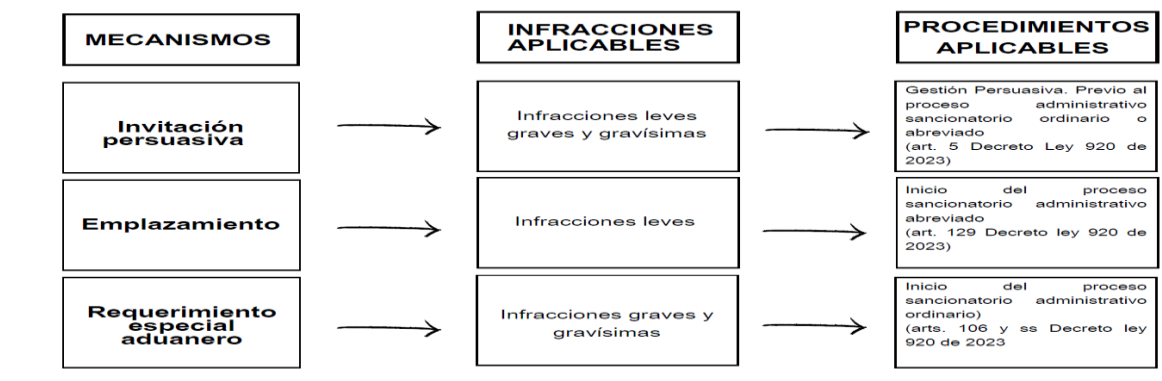 MECANISMOS
INFRACCIONES
APLICABLES
PROCEDIMIENTOS
APLICABLES
Invitación
persuasiva
Infracciones leves
graves y gravísimas
Gestión Persuasiva. Previo al
proceso administrativo
sancionatorio ordinario o
abreviado
(art. 5 Decreto Ley 920 de
2023)
Emplazamiento
Infracciones leves
Inicio del proceso
sancionatorio administrativo
abreviado
(art. 129 Decreto ley 920 de
2023)
Requerimiento
especial
aduanero
Infracciones graves y
gravísimas
Inicio del proceso
sancionatorio administrativo
ordinario)
(arts. 106 y ss Decreto ley
920 de 2023